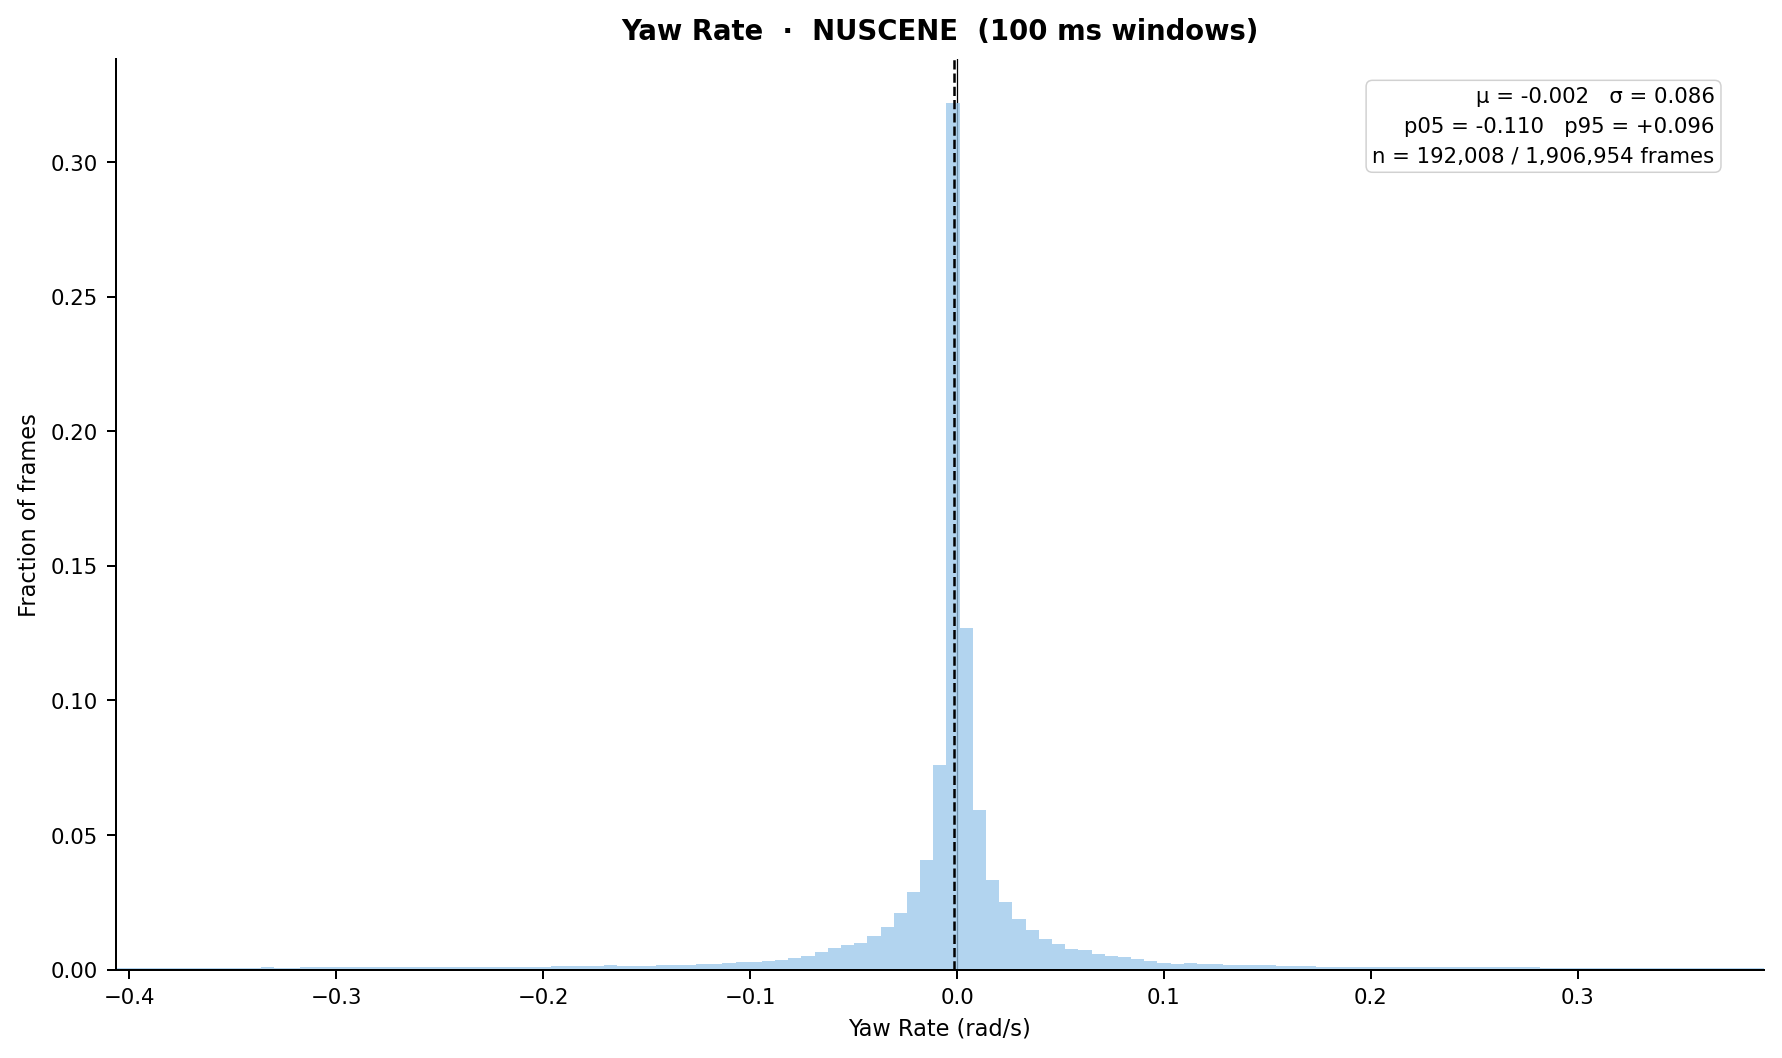 Yaw Rate · NUSCENE (100 ms windows)
μ = -0.002 σ = 0.086
p05 = -0.110 p95 = +0.096
n = 192,008 / 1,906,954 frames
Fraction of frames
0.30
0.25
0.20
0.15
0.10
0.05
0.00
−0.4 −0.3 −0.2 −0.1 0.0 0.1 0.2 0.3
Yaw Rate (rad/s)